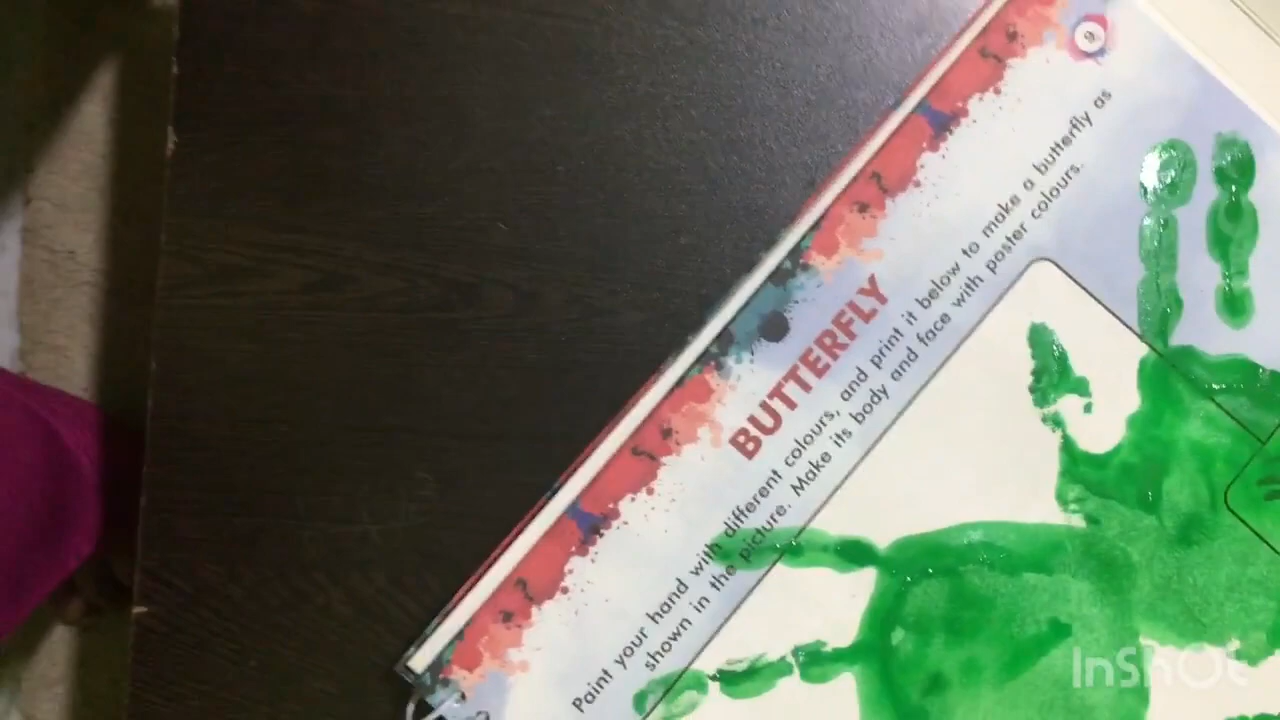 9
BUTTERFLY
Paint your hand with different colours, and print it below to make a butterfly as
shown in the picture. Make its body and face with poster colours.
InShOt